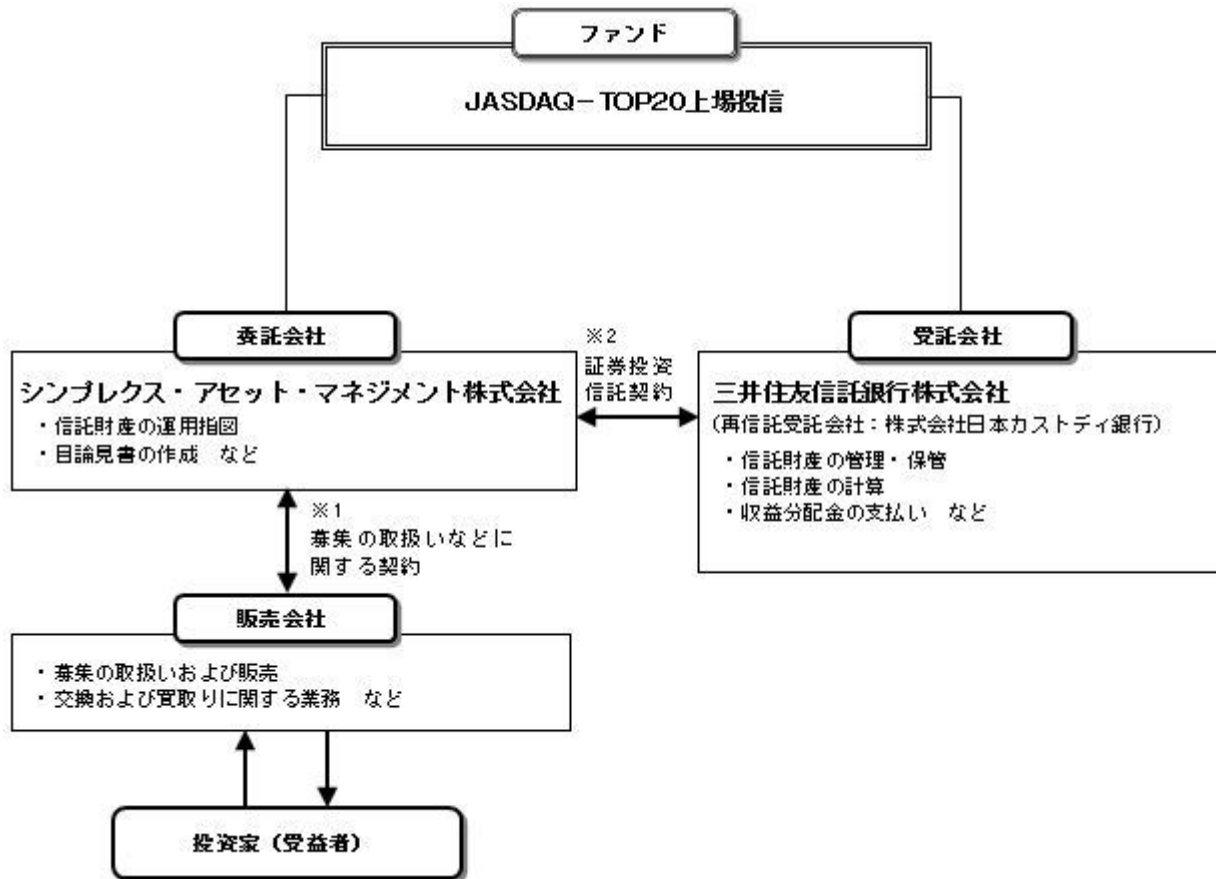 ファンド
JASDAQ－TOP20上場投信
委託会社
シンプレクス・アセット・マネジメント株式会社
・信託財産の運用指図
・目論見書の作成　など
※2
証券投資
信託契約
受託会社
三井住友信託銀行株式会社
（再信託受託会社：株式会社日本カストディ銀行）
・信託財産の管理・保管
・信託財産の計算
・収益分配金の支払い　など
※1
募集の取扱いなどに
関する契約
販売会社
・募集の取扱いおよび販売
・交換および買取りに関する業務　など
投資家（受益者）